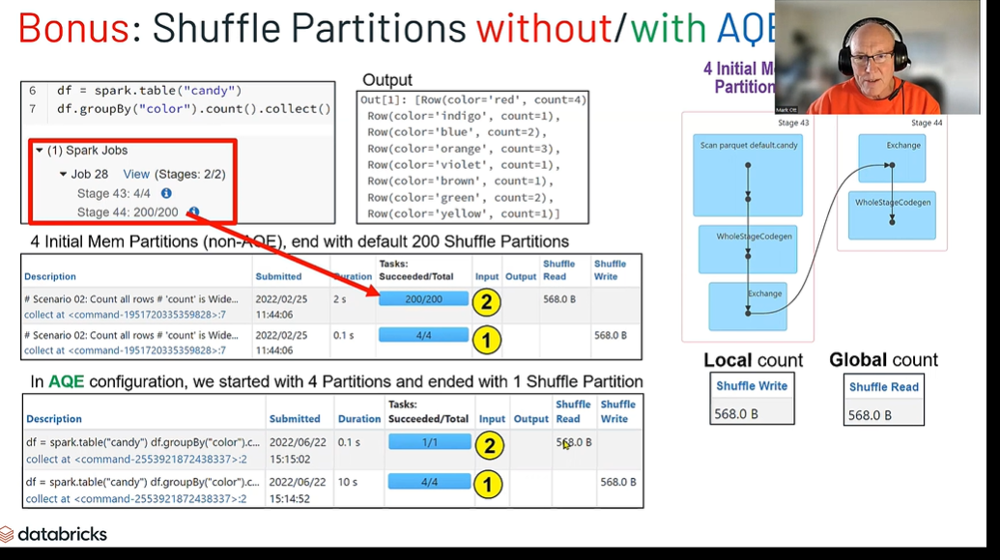 Bonus: Shuffle Partitions without/with AQE
6 df = spark.table("candy")
7 df.groupBy("color").count().collect()
(1) Spark Jobs
Job 28 View (Stages: 2/2)
Stage 43: 4/4
Stage 44: 200/200
Output
Out[1]: [Row(color='red', count=4)
Row(color='indigo', count=1),
Row(color='blue', count=2),
Row(color='orange', count=3),
Row(color='violet', count=1),
Row(color='brown', count=1),
Row(color='green', count=2),
Row(color='yellow', count=1)]
4 Initial Mem Partitions (non-AQE), end with default 200 Shuffle Partitions
Tasks: Shuffle Shuffle
Description Submitted Duration Succeeded/Total Input Output Read Write
# Scenario 02: Count all rows # 'count' is Wide... 2022/02/25 2 s 200/200 2 568.0 B
collect at <command-1951720335359828>:7 11:44:06
# Scenario 02: Count all rows # 'count' is Wide... 2022/02/25 0.1 s 4/4 1 568.0 B
collect at <command-1951720335359828>:7 11:44:06
In AQE configuration, we started with 4 Partitions and ended with 1 Shuffle Partition
Tasks: Shuffle Shuffle
Description Submitted Duration Succeeded/Total Input Output Read Write
df = spark.table("candy") df.groupBy("color").c... 2022/06/22 0.1 s 1/1 2 568.0 B
collect at <command-2553921872438337>:2 15:15:02
df = spark.table("candy") df.groupBy("color").c... 2022/06/22 10 s 4/4 1 568.0 B
collect at <command-2553921872438337>:2 15:14:52
4 Initial M
Partition
Mark Ott
Stage 43
Scan parquet default.candy
WholeStageCodegen
Exchange
Stage 44
Exchange
WholeStageCodegen
Local count
Shuffle Write
568.0 B
Global count
Shuffle Read
568.0 B
databricks